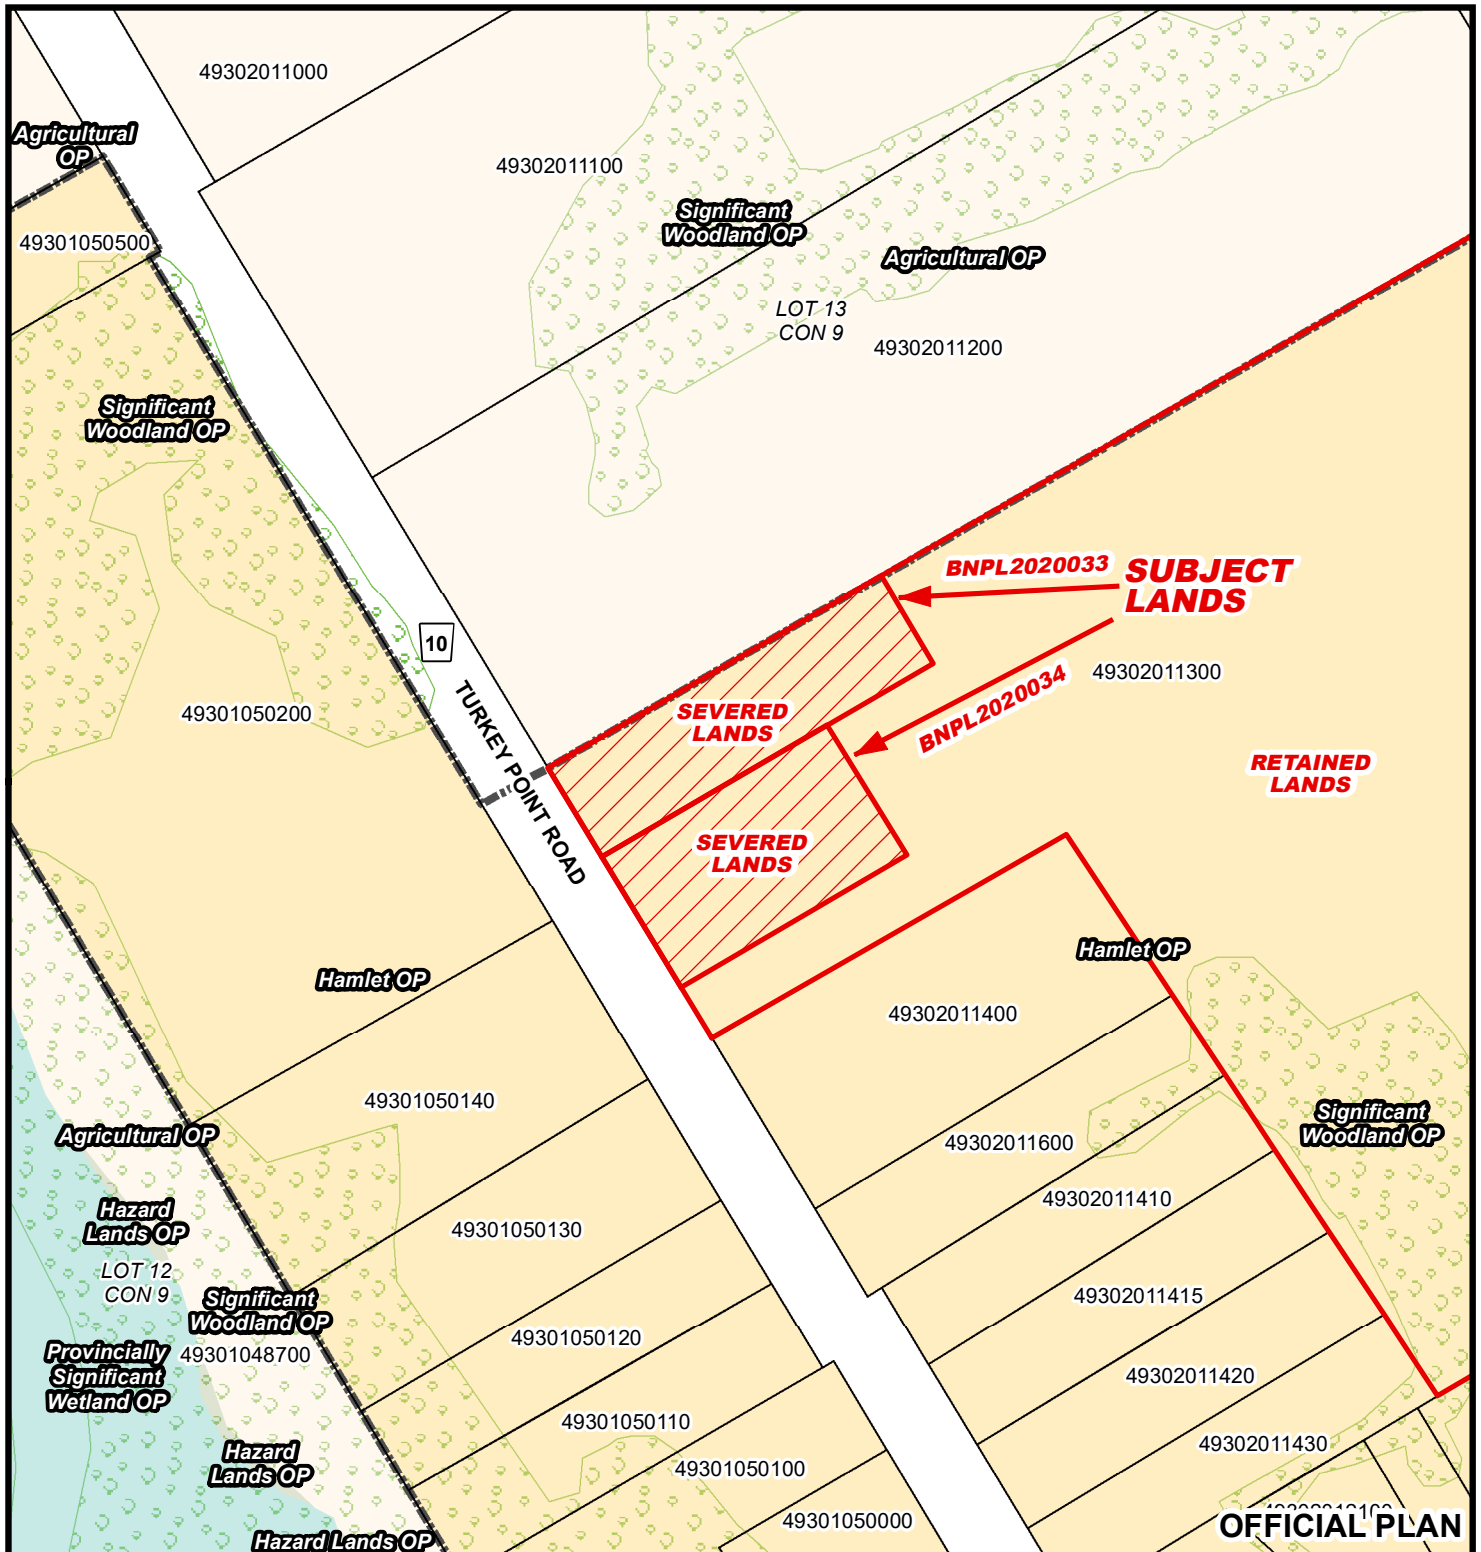 49302011000
Agricultural
OP
49302011100
Significant
Woodland OP
49301050500
Agricultural OP
LOT 13
CON 9
49302011200
Significant
Woodland OP
BNPL2020033
SUBJECT
LANDS
10
49302011300
BNPL2020034
49301050200
SEVERED
LANDS
TURKEY POINT ROAD
RETAINED
LANDS
SEVERED
LANDS
Hamlet OP
Hamlet OP
49302011400
49301050140
Significant
Woodland OP
Agricultural OP
49302011600
49302011410
Hazard
Lands OP
49301050130
LOT 12
CON 9
Significant
Woodland OP
49302011415
49301050120
Provincially
Significant
Wetland OP
49301048700
49302011420
49301050110
49302011430
Hazard
Lands OP
49301050100
49301050000
OFFICIAL PLAN
Hazard Lands OP